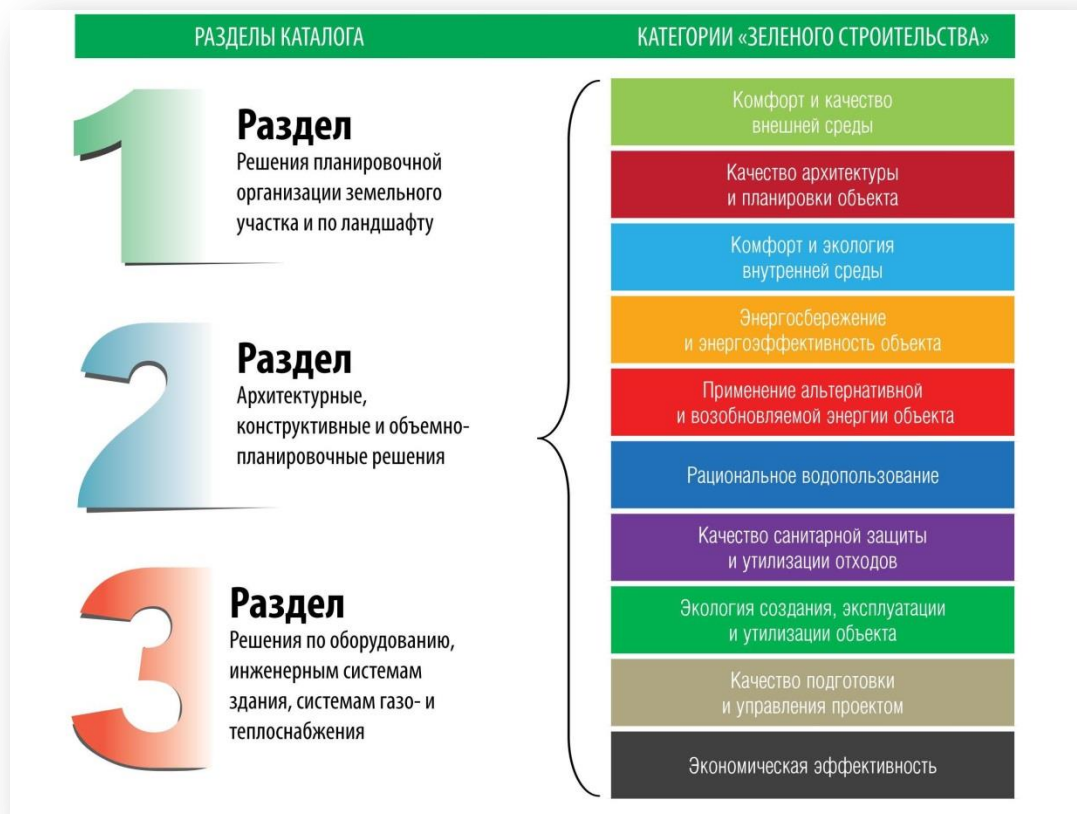 РАЗДЕЛЫ КАТАЛОГА
КАТЕГОРИИ «ЗЕЛЕНОГО СТРОИТЕЛЬСТВА»
1
Раздел
Решения планировочной
организации земельного
участка и по ландшафту
2
Раздел
Архитектурные,
конструктивные и объемно-
планировочные решения
3
Раздел
Решения по оборудованию,
инженерным системам
здания, системам газо- и
теплоснабжения
Комфорт и качество
внешней среды
Качество архитектуры
и планировки объекта
Комфорт и экология
внутренней среды
Энергосбережение
и энергоэффективность объекта
Применение альтернативной
и возобновляемой энергии объекта
Рациональное водопользование
Качество санитарной защиты
и утилизации отходов
Экология создания, эксплуатации
и утилизации объекта
Качество подготовки
и управления проектом
Экономическая эффективность